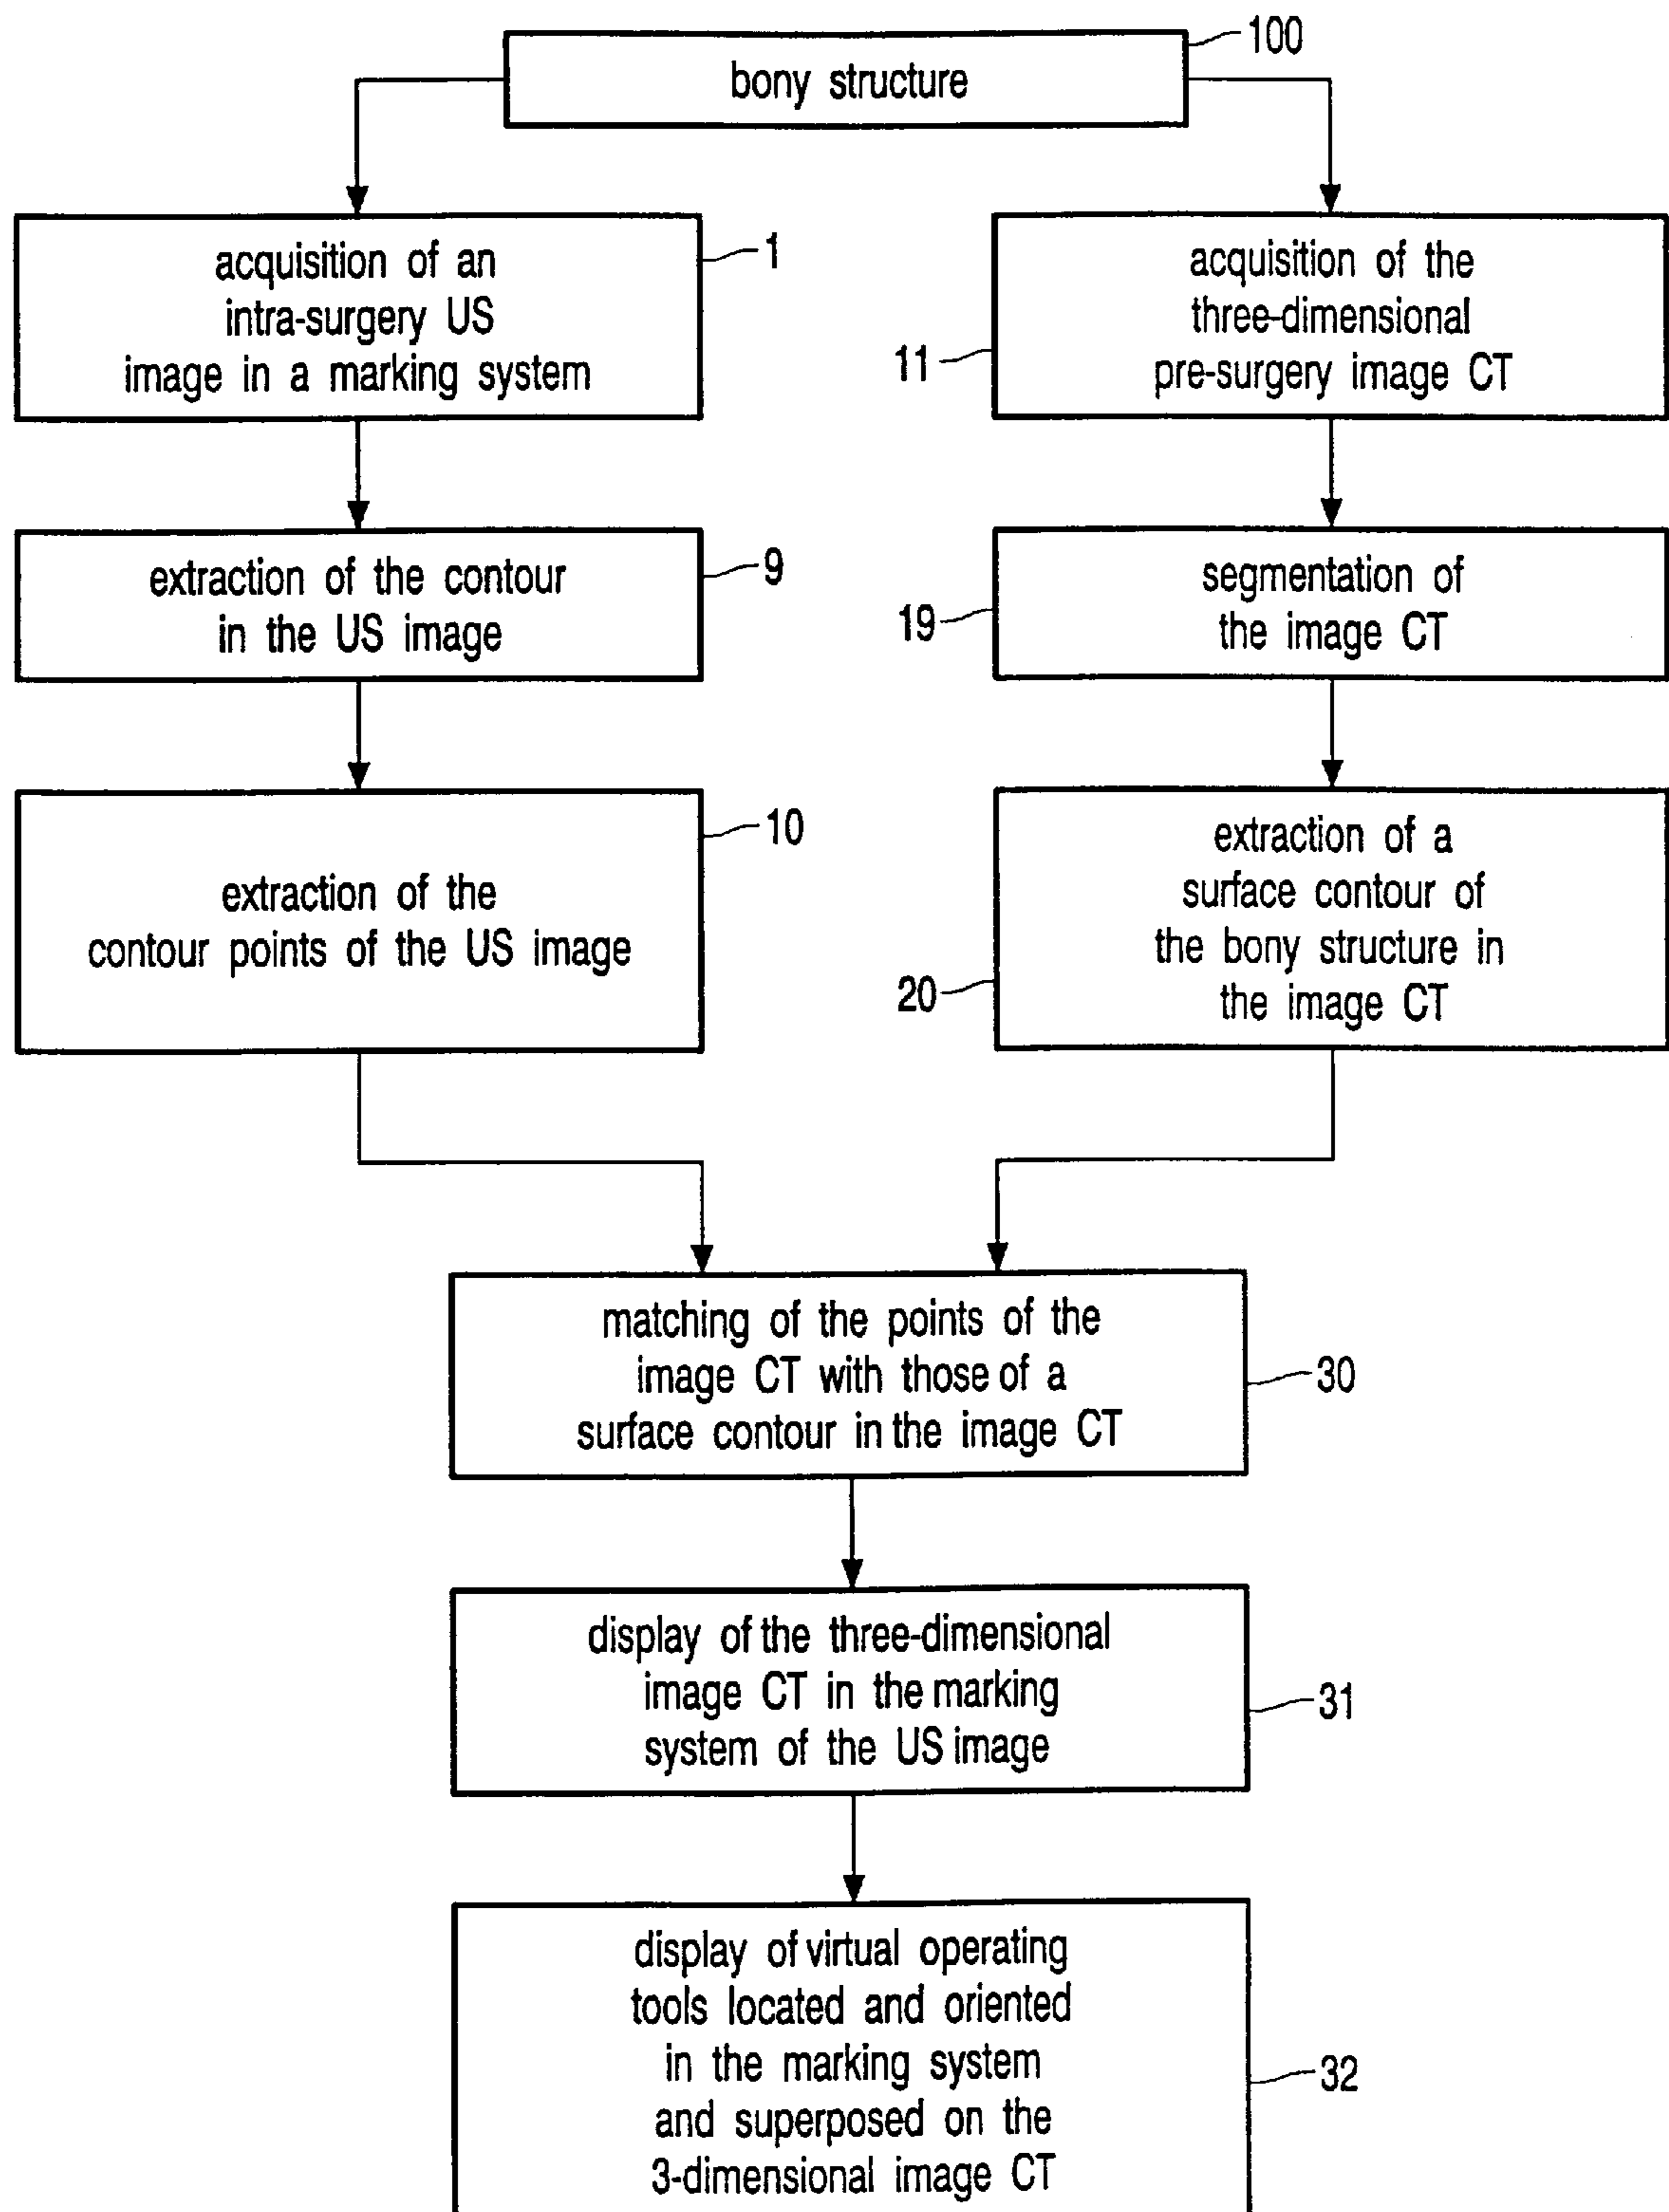 100
bony structure
acquisition of an
intra-surgery US
image in a marking system
1
acquisition of the
three-dimensional
pre-surgery image CT
11
extraction of the contour
in the US image
9
segmentation of
the image CT
19
extraction of the
contour points of the US image
10
extraction of a
surface contour of
the bony structure in
the image CT
20
matching of the points of the
image CT with those of a
surface contour in the image CT
30
display of the three-dimensional
image CT in the marking
system of the US image
31
display of virtual operating
tools located and oriented
in the marking system
and superposed on the
3-dimensional image CT
32